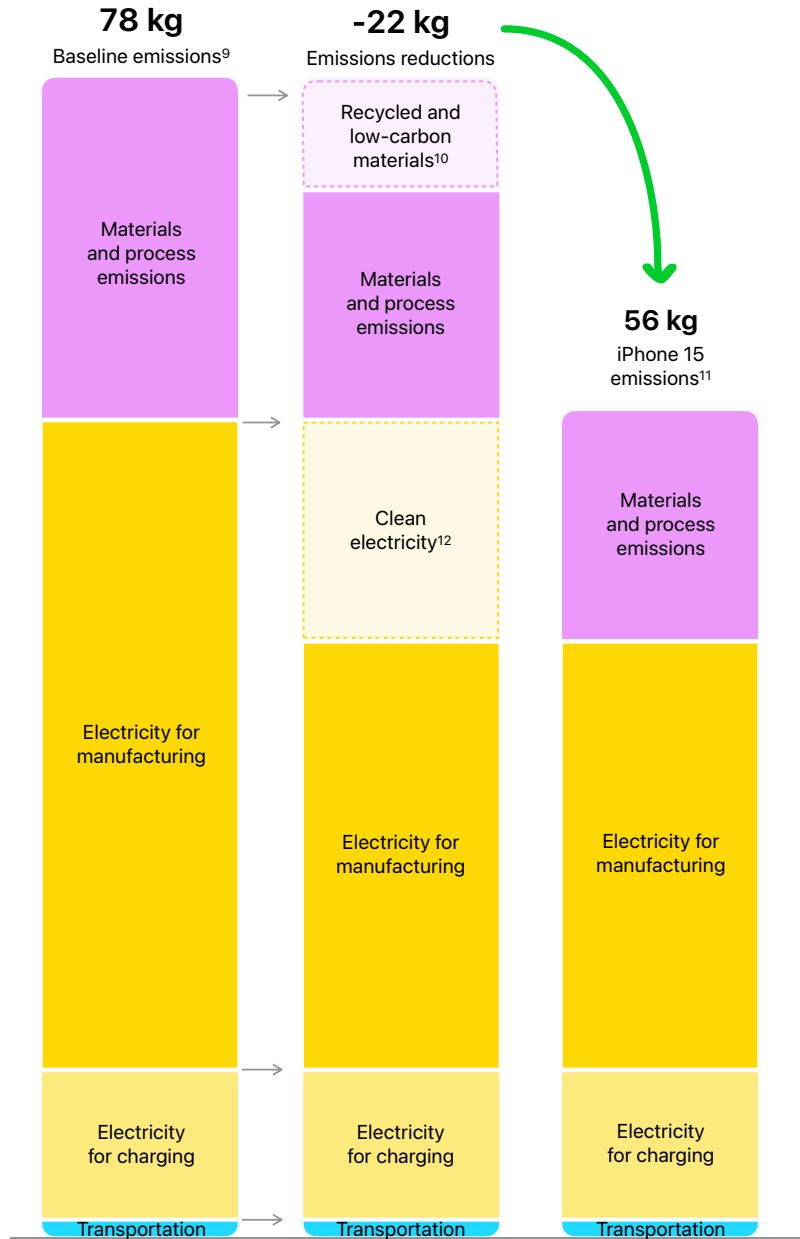 78 kg
Baseline emissions⁹
Materials
and process
emissions
Electricity for
manufacturing
Electricity
for charging
Transportation
-22 kg
Emissions reductions
Recycled and
low-carbon
materials¹⁰
Materials
and process
emissions
Clean
electricity¹²
Electricity for
manufacturing
Electricity
for charging
Transportation
56 kg
iPhone 15
emissions¹¹
Materials
and process
emissions
Electricity for
manufacturing
Electricity
for charging
Transportation